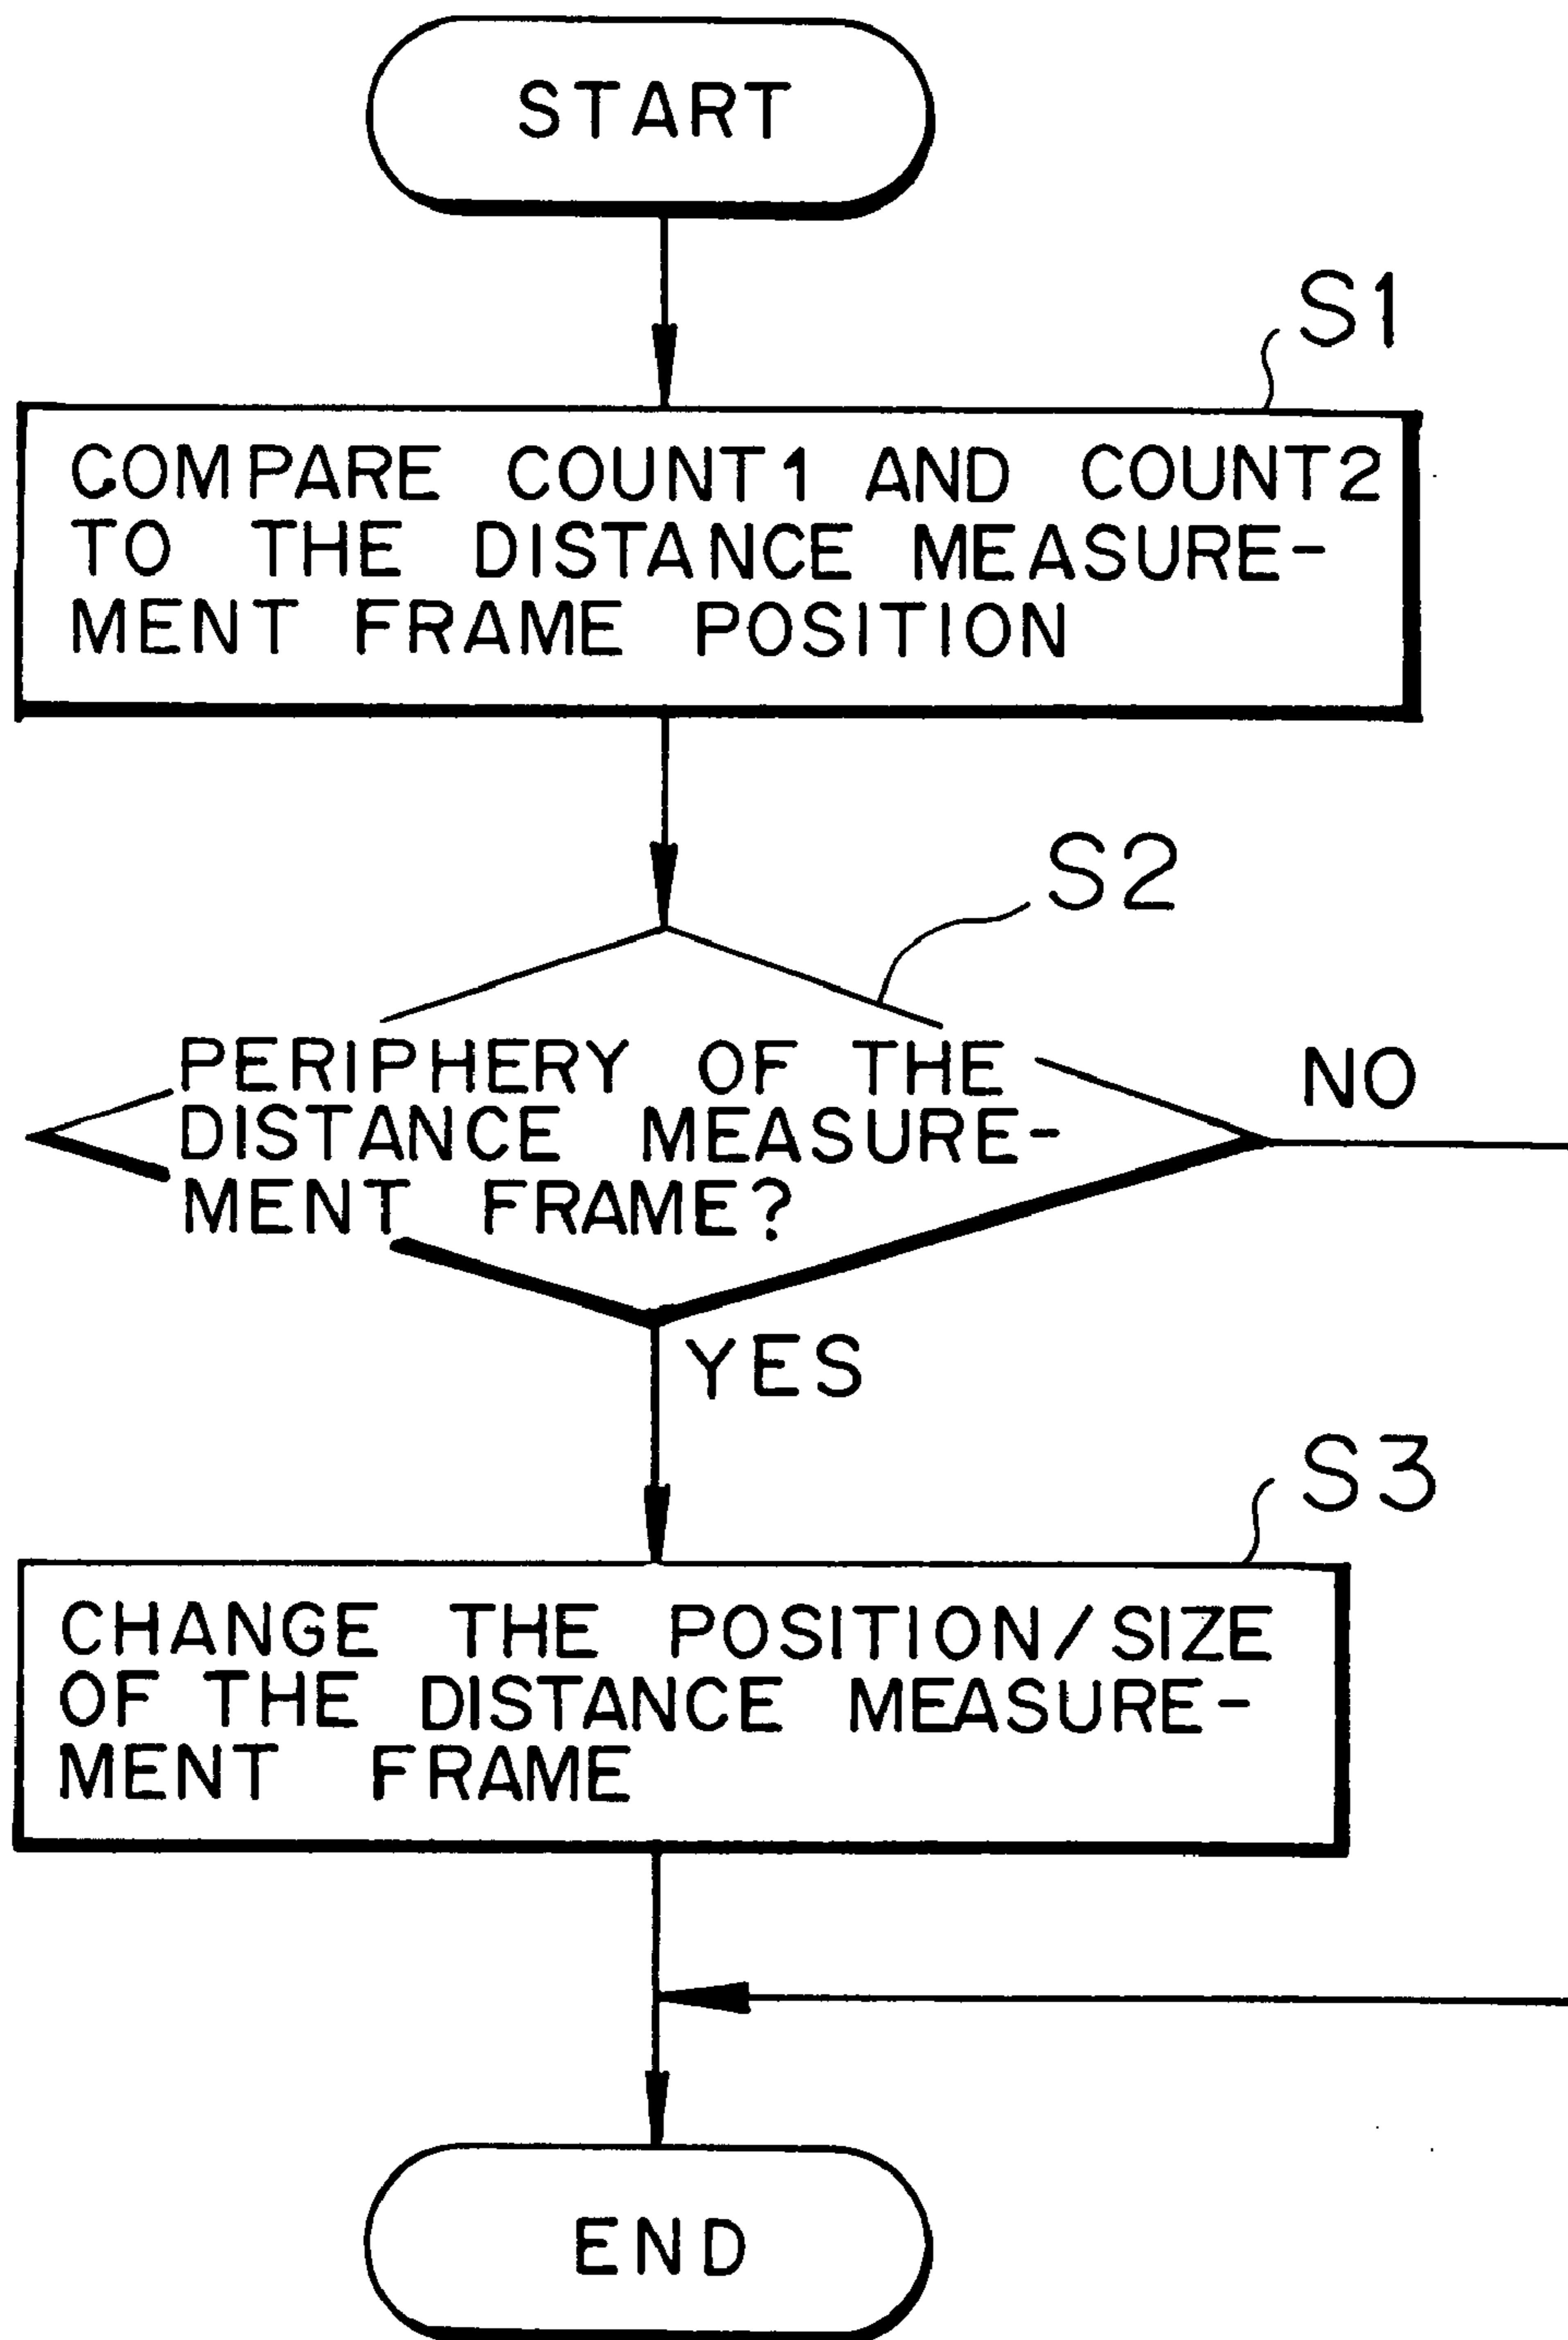 START
S1
COMPARE COUNT1 AND COUNT2
TO THE DISTANCE MEASURE-
MENT FRAME POSITION
S2
PERIPHERY OF THE
DISTANCE MEASURE-
MENT FRAME?
NO
YES
S3
CHANGE THE POSITION/SIZE
OF THE DISTANCE MEASURE-
MENT FRAME
END